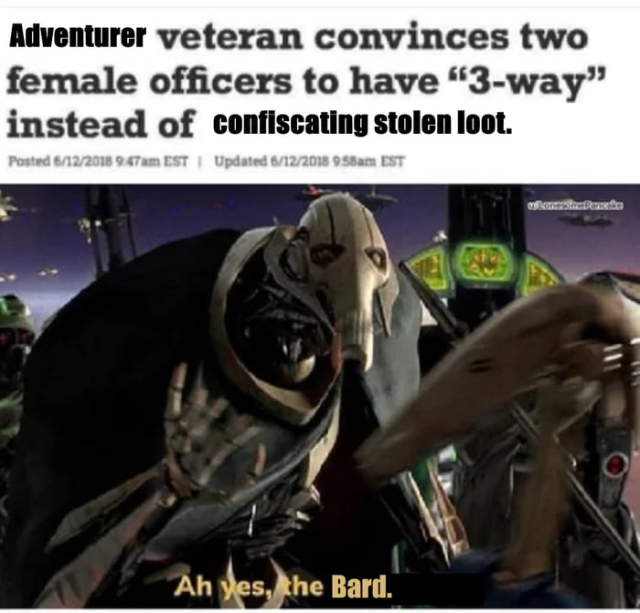 Adventurer veteran convinces two
female officers to have “3-way”
instead of confiscating stolen loot.
Posted 6/12/2018 9:47am EST | Updated 6/12/2018 9:58am EST
u/LonesomePancake
Ah yes, the Bard.